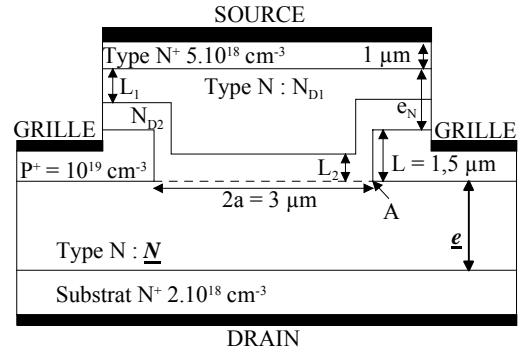 SOURCE
Type N⁺ 5.10¹⁸ cm⁻³
1 µm
L₁
Type N : N_D1
N_D2
e_N
GRILLE
GRILLE
P⁺ = 10¹⁹ cm⁻³
L₂
L = 1,5 µm
2a = 3 µm
A
Type N : N
e
Substrat N⁺ 2.10¹⁸ cm⁻³
DRAIN